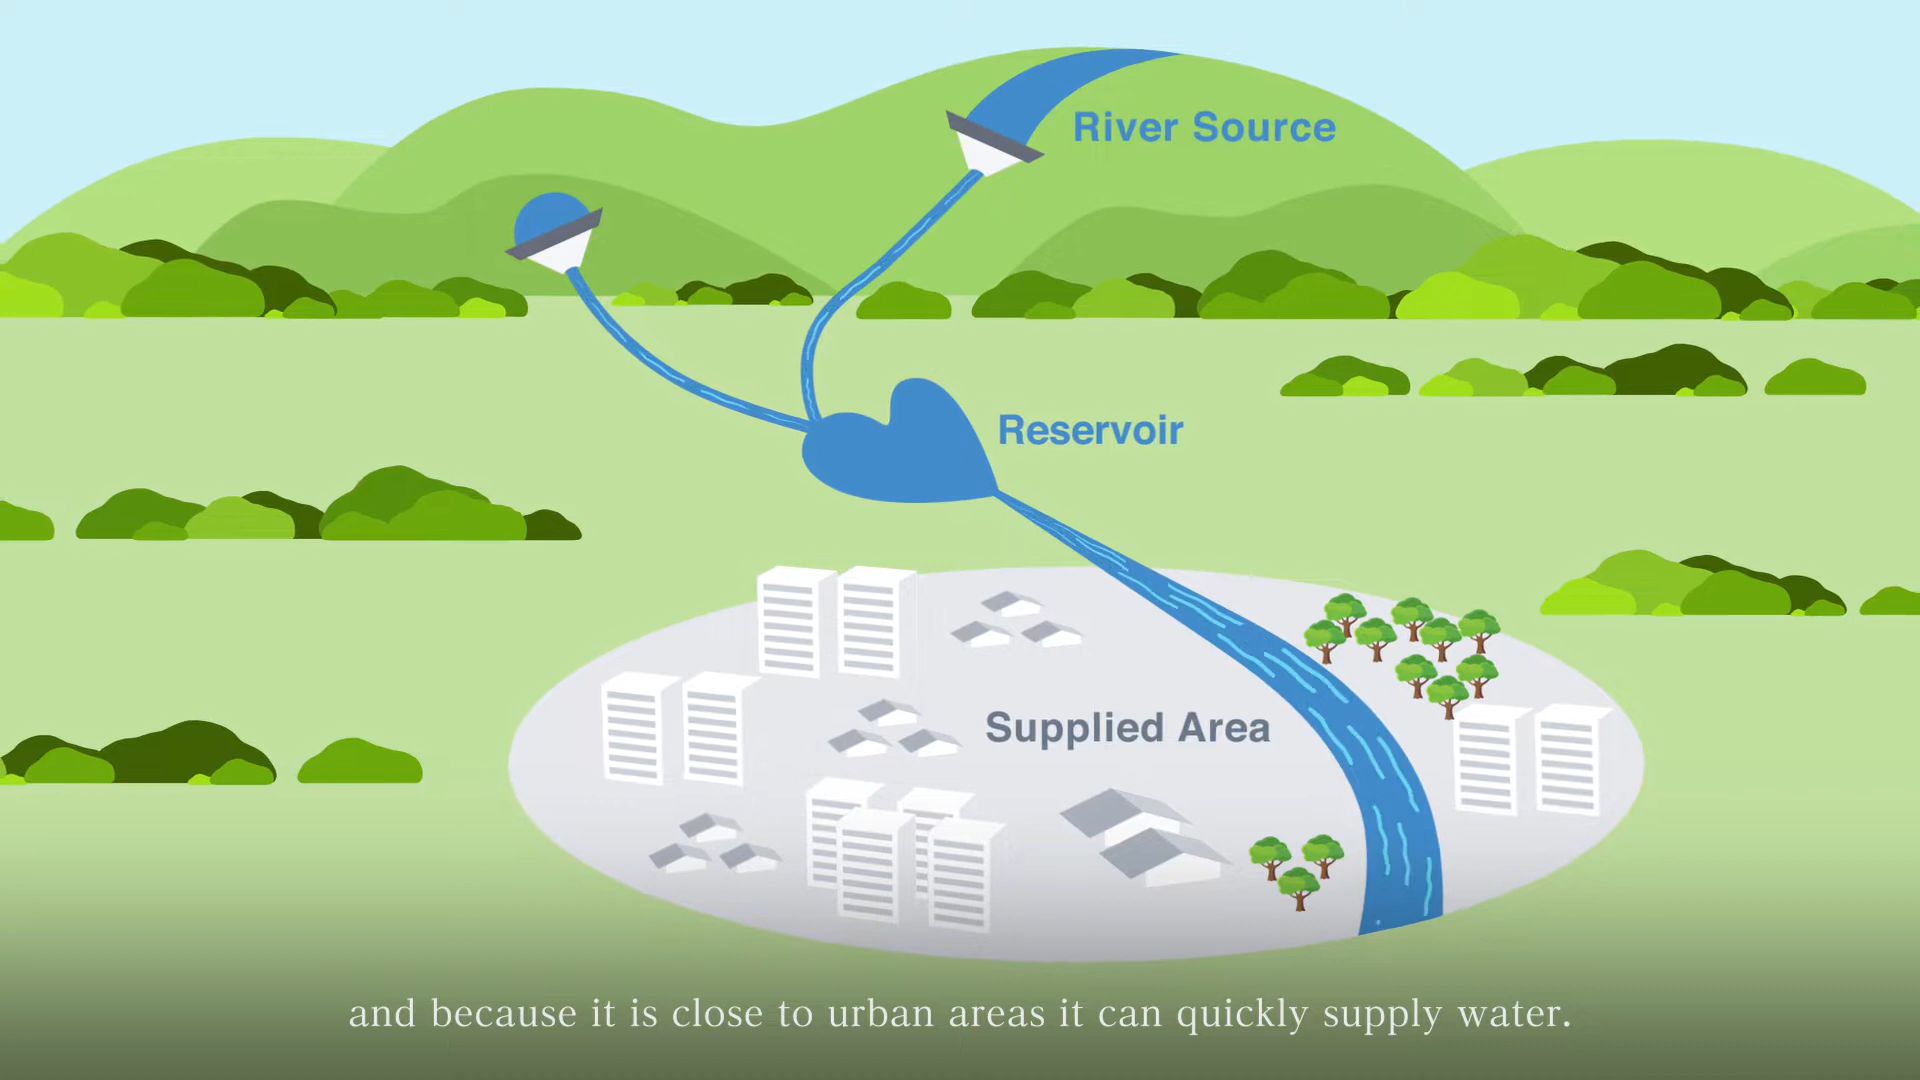 River Source
Reservoir
Supplied Area
and because it is close to urban areas it can quickly supply water.